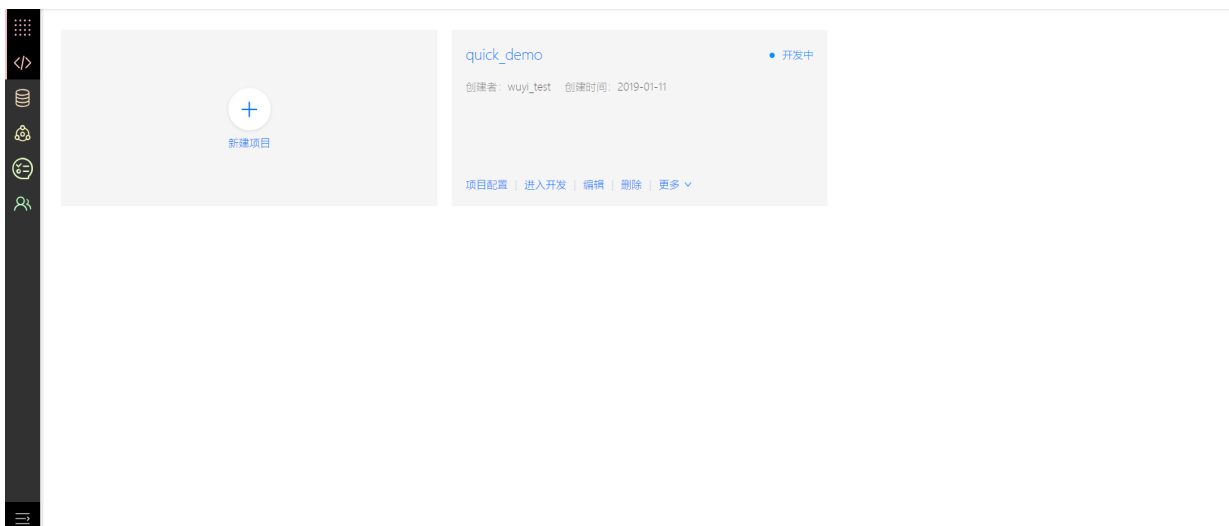 quick_demo
开发中
创建者：wuyi_test 创建时间：2019-01-11
新建项目
项目配置 | 进入开发 | 编辑 | 删除 | 更多